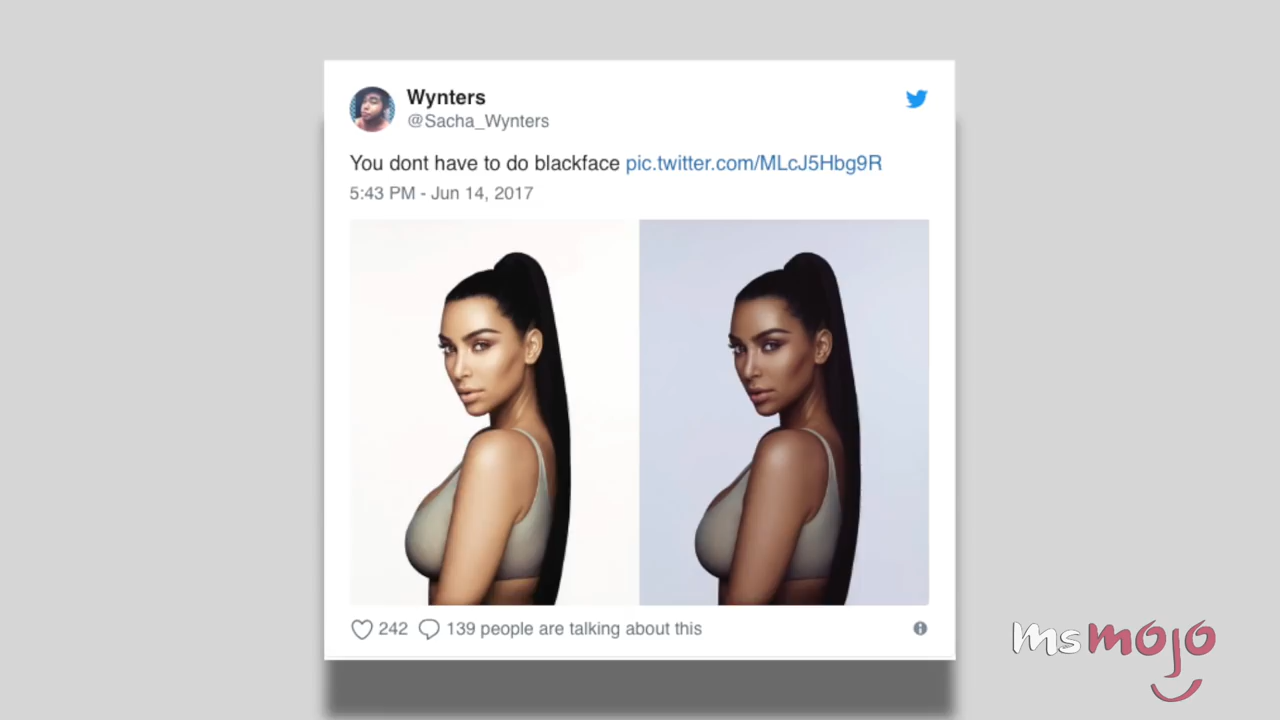 Wynters
@Sacha_Wynters
You dont have to do blackface pic.twitter.com/MLcJ5Hbg9R
5:43 PM - Jun 14, 2017
242 139 people are talking about this
msmojo